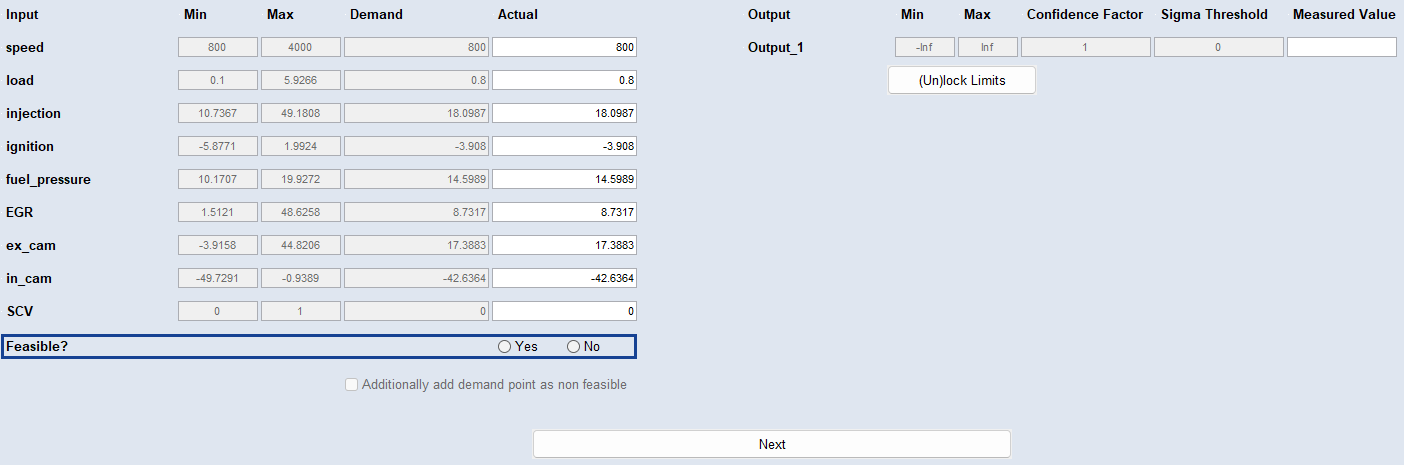 Input Min Max Demand Actual Output Min Max Confidence Factor Sigma Threshold Measured Value
speed 800 4000 800 800 Output_1 -Inf Inf 1 0
load 0.1 5.9266 0.8 0.8 (Un)lock Limits
injection 10.7367 49.1808 18.0987 18.0987
ignition -5.8771 1.9924 -3.908 -3.908
fuel_pressure 10.1707 19.9272 14.5989 14.5989
EGR 1.5121 48.6258 8.7317 8.7317
ex_cam -3.9158 44.8206 17.3883 17.3883
in_cam -49.7291 -0.9389 -42.6364 -42.6364
SCV 0 1 0 0
Feasible? Yes No
Additionally add demand point as non feasible
Next